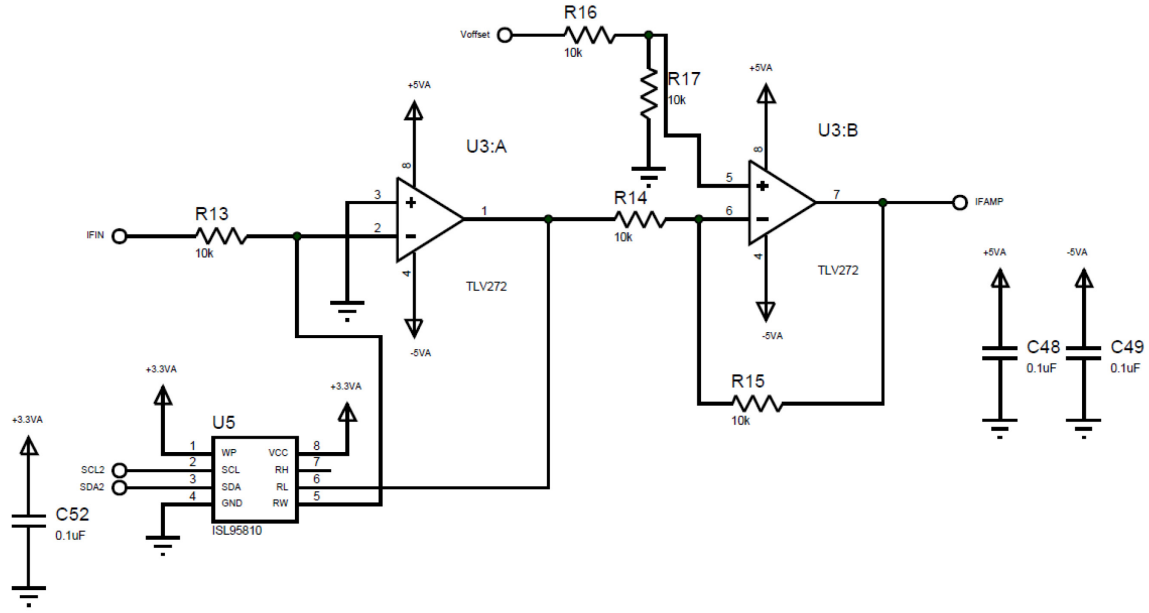 R16
Voffset
10k
R17
10k
+5VA
+5VA
U3:A
U3:B
8
8
3
2
1
5
6
7
R13
R14
IFIN
10k
10k
IFAMP
4
4
TLV272
TLV272
-5VA
-5VA
+5VA
-5VA
C48
0.1uF
C49
0.1uF
R15
10k
+3.3VA
+3.3VA
+3.3VA
U5
1 WP VCC 8
SCL2 2 SCL RH 7
SDA2 3 SDA RL 6
4 GND RW 5
ISL95810
C52
0.1uF